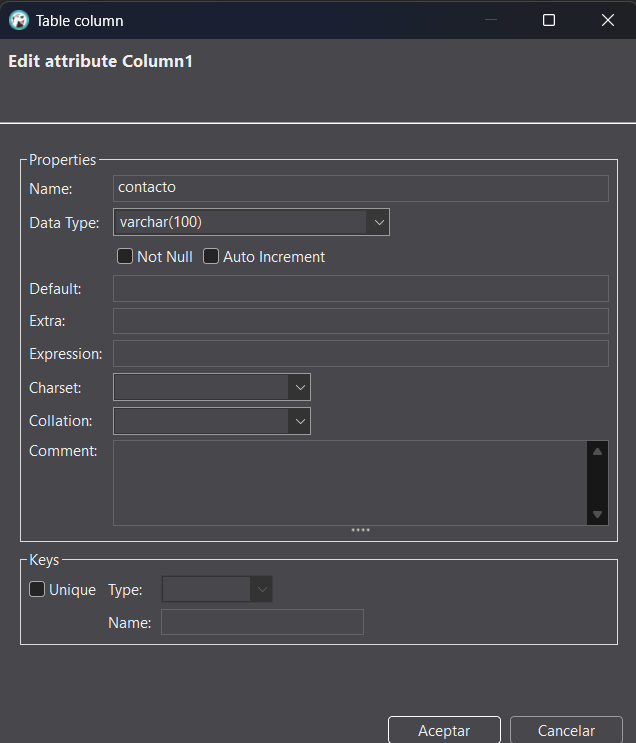 Table column
Edit attribute Column1
Properties
Name: contacto
Data Type: varchar(100)
Not Null Auto Increment
Default:
Extra:
Expression:
Charset:
Collation:
Comment:
Keys
Unique Type:
Name:
Aceptar Cancelar